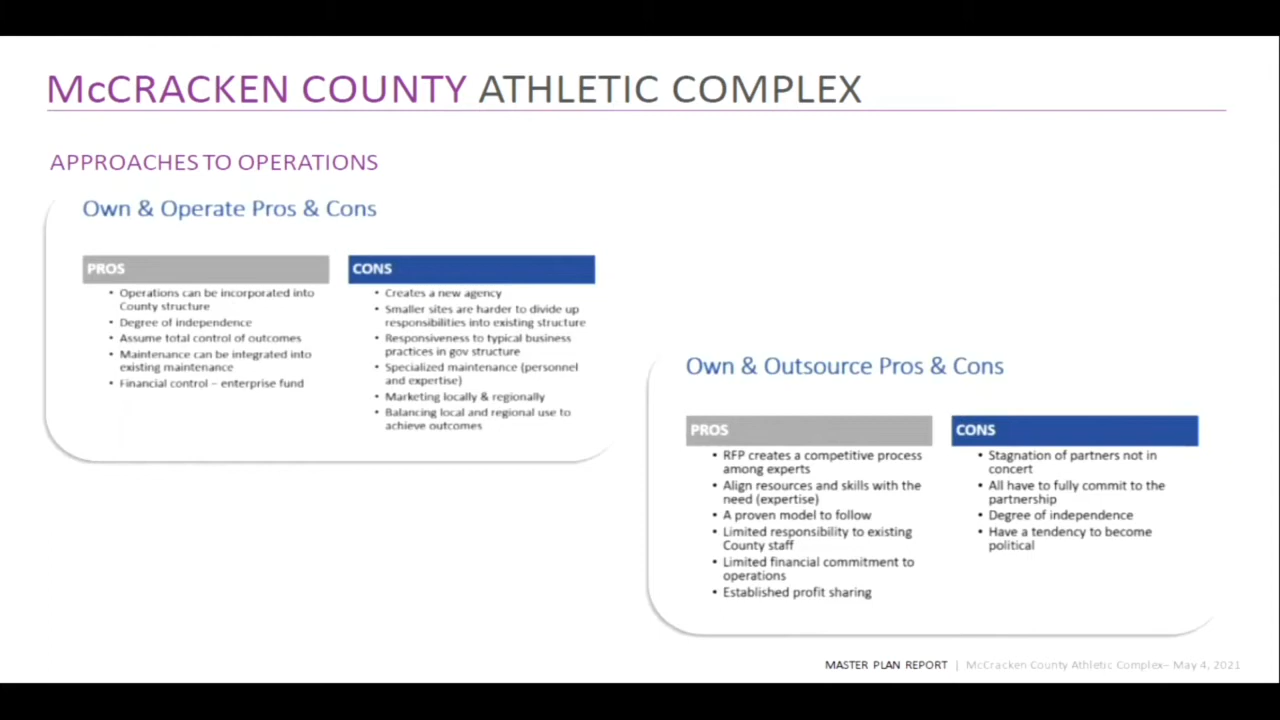 McCRACKEN COUNTY ATHLETIC COMPLEX
APPROACHES TO OPERATIONS
Own & Operate Pros & Cons
PROS
• Operations can be incorporated into
County structure
• Degree of independence
• Assume total control of outcomes
• Maintenance can be integrated into
existing maintenance
• Financial control – enterprise fund
CONS
• Creates a new agency
• Smaller sites are harder to divide up
responsibilities into existing structure
• Responsiveness to typical business
practices in gov structure
• Specialized maintenance (personnel
and expertise)
• Marketing locally & regionally
• Balancing local and regional use to
achieve outcomes
Own & Outsource Pros & Cons
PROS
• RFP creates a competitive process
among experts
• Align resources and skills with the
need (expertise)
• A proven model to follow
• Limited responsibility to existing
County staff
• Limited financial commitment to
operations
• Established profit sharing
CONS
• Stagnation of partners not in
concert
• All have to fully commit to the
partnership
• Degree of independence
• Have a tendency to become
political
MASTER PLAN REPORT | McCracken County Athletic Complex– May 4, 2021